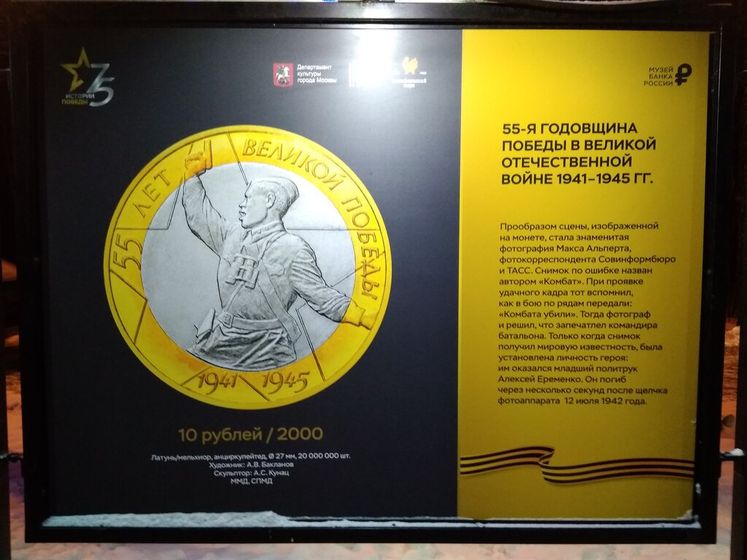 75
ИСТОРИИ
ПОБЕДЫ
Департамент
культуры
города Москвы
МУЗЕЙ
БАНКА
РОССИИ
55 ЛЕТ ВЕЛИКОЙ ПОБЕДЫ
1941 1945
10 рублей / 2000
Латунь/мельхиор, анциркулейтед, Ø 27 мм, 20 000 000 шт.
Художник: А.В. Бакланов
Скульптор: А.С. Кунац
ММД, СПМД
55-Я ГОДОВЩИНА
ПОБЕДЫ В ВЕЛИКОЙ
ОТЕЧЕСТВЕННОЙ
ВОЙНЕ 1941–1945 ГГ.
Прообразом сцены, изображенной
на монете, стала знаменитая
фотография Макса Альперта,
фотокорреспондента Совинформбюро
и ТАСС. Снимок по ошибке назван
автором «Комбат». При проявке
удачного кадра тот вспомнил,
как в бою по рядам передали:
«Комбата убили». Тогда фотограф
и решил, что запечатлел командира
батальона. Только когда снимок
получил мировую известность, была
установлена личность героя:
им оказался младший политрук
Алексей Еременко. Он погиб
через несколько секунд после щелчка
фотоаппарата 12 июля 1942 года.